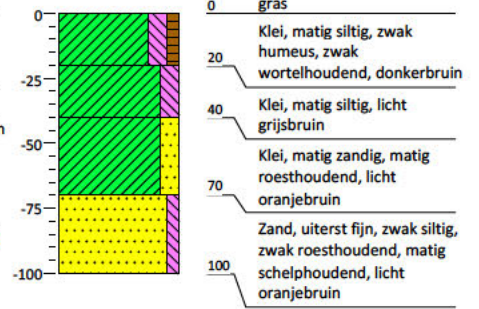 0
-25
-50
-75
-100
n
0 gras
Klei, matig siltig, zwak
humeus, zwak
20
wortelhoudend, donkerbruin
Klei, matig siltig, licht
40
grijsbruin
Klei, matig zandig, matig
roesthoudend, licht
70
oranjebruin
Zand, uiterst fijn, zwak siltig,
zwak roesthoudend, matig
100
schelphoudend, licht
oranjebruin